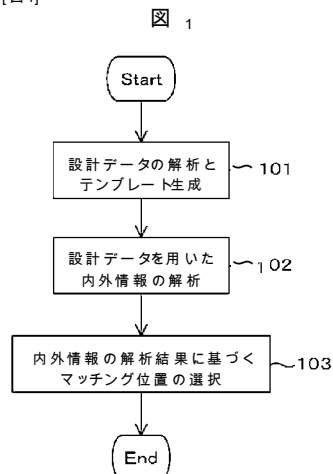 図 1
Start
設計データの解析と
テンプレート生成
101
設計データを用いた
内外情報の解析
102
内外情報の解析結果に基づく
マッチング位置の選択
103
End